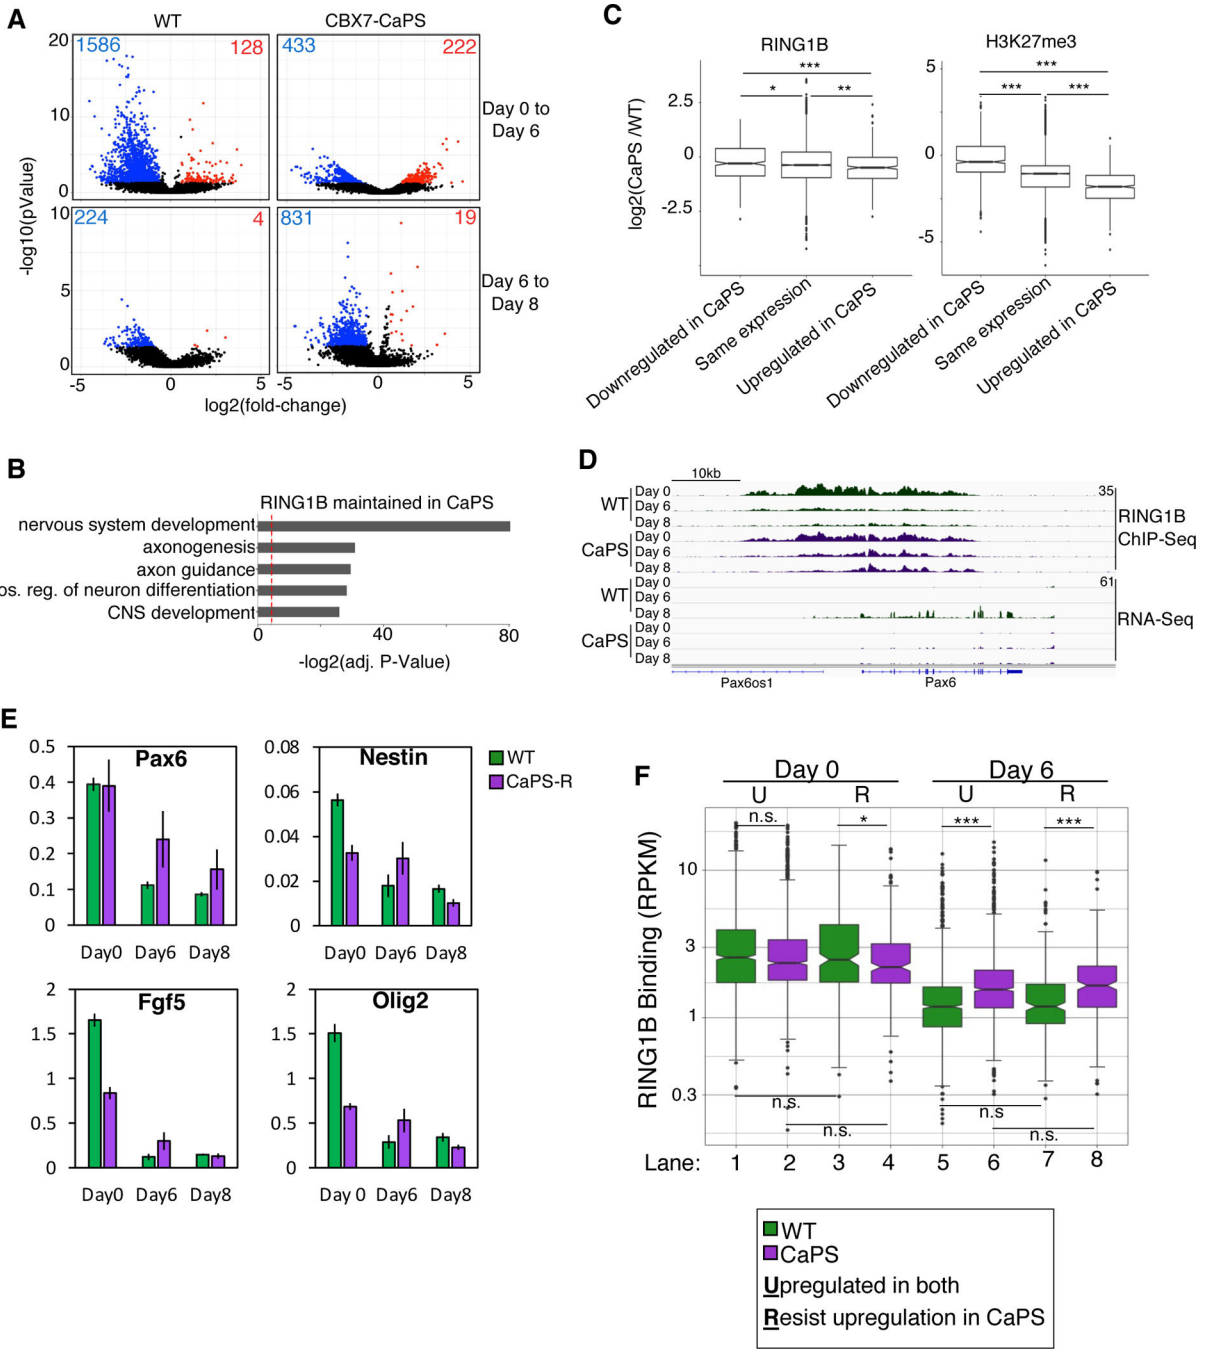 A
WT
CBX7-CaPS
20
1586
128
433
222
10
0
Day 0 to
Day 6
-log10(pValue)
10
224
4
831
19
5
0
Day 6 to
Day 8
-5
0
5
0
5
log2(fold-change)
B
RING1B maintained in CaPS
nervous system development
axonogenesis
axon guidance
os. reg. of neuron differentiation
CNS development
0
40
80
-log2(adj. P-Value)
C
RING1B
H3K27me3
***
*
**
***
***
***
log2(CaPS /WT)
2.5
0
-2.5
5
0
-5
Downregulated in CaPS
Same expression
Upregulated in CaPS
Downregulated in CaPS
Same expression
Upregulated in CaPS
D
10kb
WT
Day 0
Day 6
Day 8
35
CaPS
Day 0
Day 6
Day 8
RING1B
ChIP-Seq
WT
Day 0
Day 6
Day 8
61
CaPS
Day 0
Day 6
Day 8
RNA-Seq
Pax6os1
Pax6
E
Pax6
0.5
0.4
0.3
0.2
0.1
0
Day0
Day6
Day8
Nestin
0.08
0.06
0.04
0.02
0
Day0
Day6
Day8
WT
CaPS-R
Fgf5
2
1.5
1
0.5
0
Day0
Day6
Day8
Olig2
2
1.5
1
0.5
0
Day 0
Day6
Day8
F
Day 0
Day 6
U
R
U
R
n.s.
*
***
***
RING1B Binding (RPKM)
10
3
1
0.3
n.s.
n.s.
n.s
n.s.
Lane:
1
2
3
4
5
6
7
8
WT
CaPS
Upregulated in both
Resist upregulation in CaPS